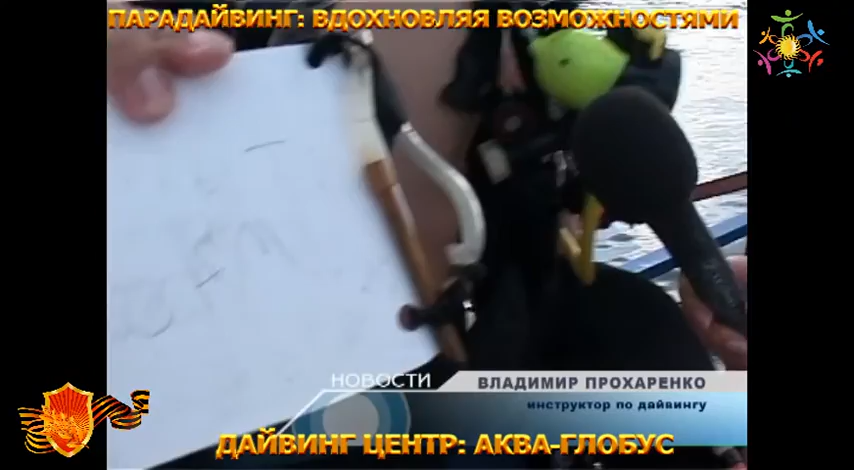 ПАРАДАЙВИНГ: ВДОХНОВЛЯЯ ВОЗМОЖНОСТЯМИ
НОВОСТИ
ВЛАДИМИР ПРОХАРЕНКО
инструктор по дайвингу
ДАЙВИНГ ЦЕНТР: АКВА-ГЛОБУС